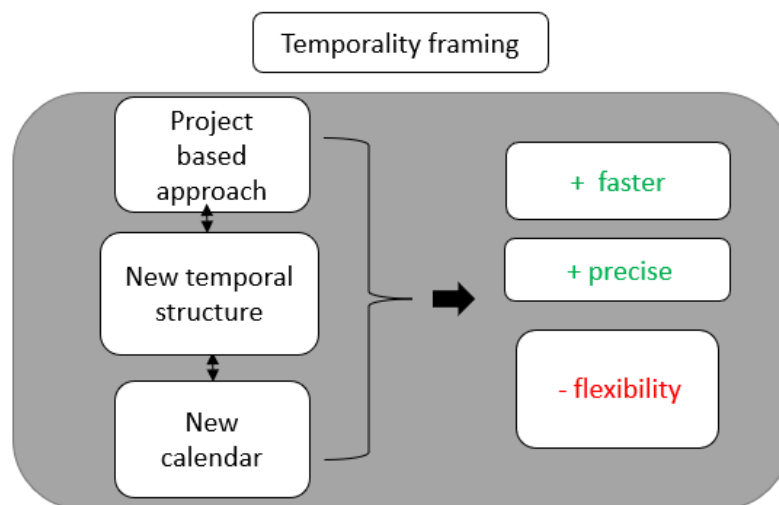 Temporality framing
Project
based
approach
New temporal
structure
New
calendar
+ faster
+ precise
- flexibility